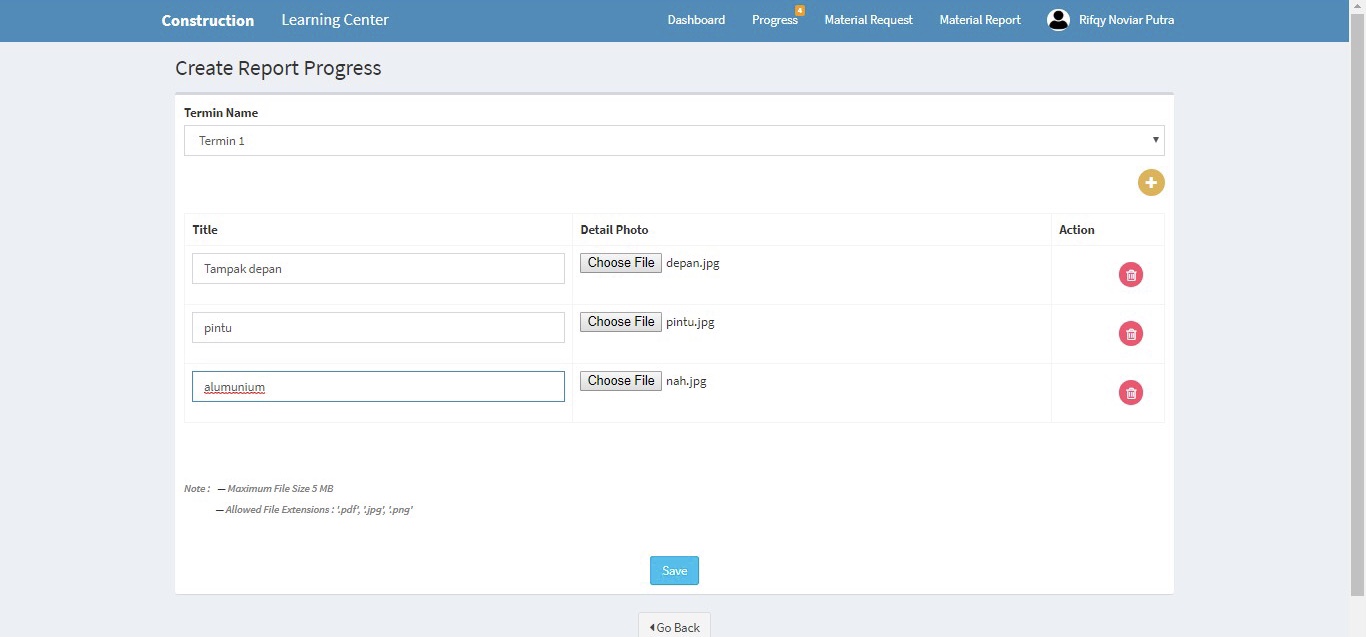 Construction Learning Center Dashboard Progress 4 Material Request Material Report Rifqy Noviar Putra
Create Report Progress
Termin Name
Termin 1
Title Detail Photo Action
Tampak depan Choose File depan.jpg
pintu Choose File pintu.jpg
alumunium Choose File nah.jpg
Note : — Maximum File Size 5 MB
— Allowed File Extensions : '.pdf', '.jpg', '.png'
Save
Go Back